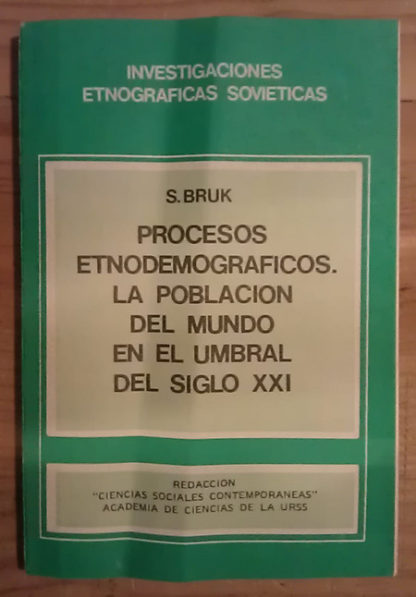 INVESTIGACIONES
ETNOGRAFICAS SOVIETICAS
S. BRUK
PROCESOS
ETNODEMOGRAFICOS.
LA POBLACION
DEL MUNDO
EN EL UMBRAL
DEL SIGLO XXI
REDACCION
"CIENCIAS SOCIALES CONTEMPORANEAS"
ACADEMIA DE CIENCIAS DE LA URSS